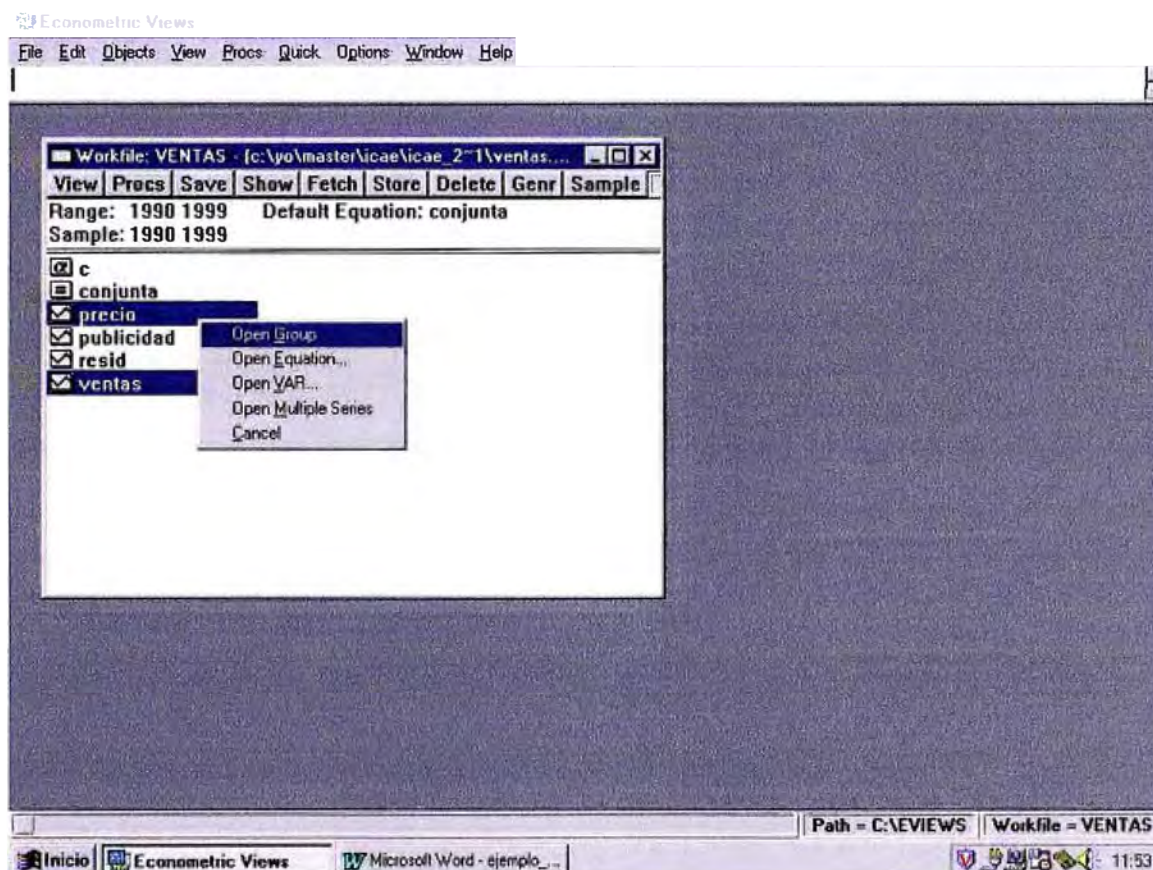 Econometric Views
File Edit Objects View Procs Quick Options Window Help
Workfile: VENTAS - [c:\yo\master\icae\icae_2~1\ventas....
View Procs Save Show Fetch Store Delete Genr Sample
Range: 1990 1999 Default Equation: conjunta
Sample: 1990 1999
c
conjunta
precio
publicidad
resid
ventas
Open Group
Open Equation...
Open VAR...
Open Multiple Series
Cancel
Path = C:\EVIEWS Workfile = VENTAS
Inicio Econometric Views Microsoft Word - ejemplo_... 11:53